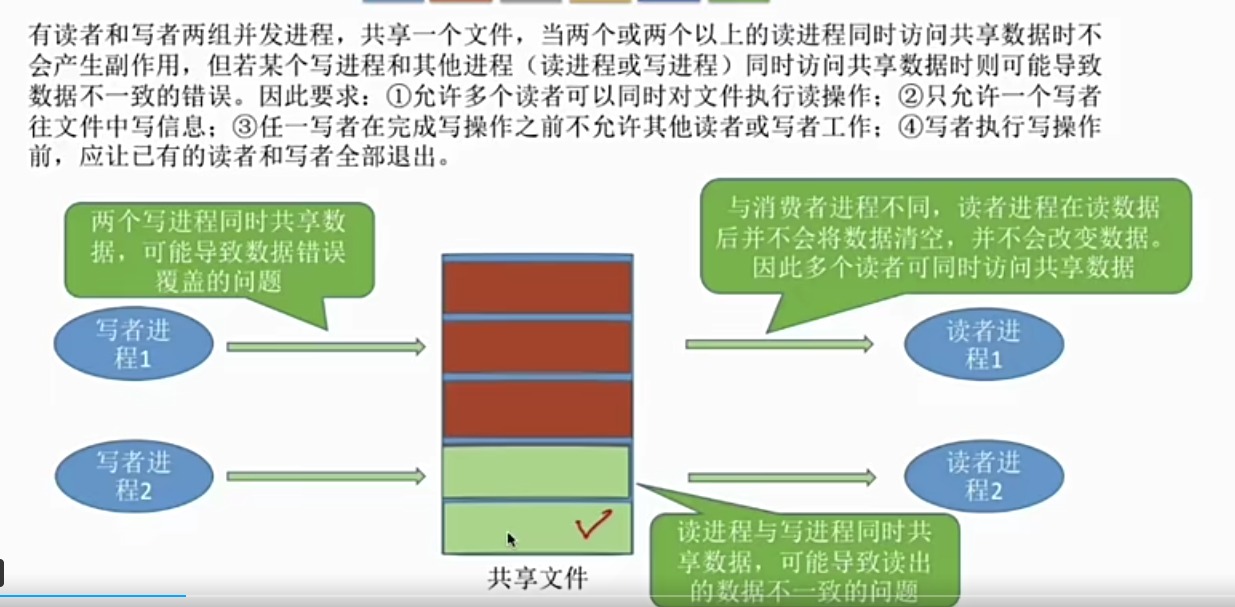 有读者和写者两组并发进程，共享一个文件，当两个或两个以上的读进程同时访问共享数据时不
会产生副作用，但若某个写进程和其他进程（读进程或写进程）同时访问共享数据时则可能导致
数据不一致的错误。因此要求：①允许多个读者可以同时对文件执行读操作；②只允许一个写者
往文件中写信息；③任一写者在完成写操作之前不允许其他读者或写者工作；④写者执行写操作
前，应让已有的读者和写者全部退出。
两个写进程同时共享数
据，可能导致数据错误
覆盖的问题
与消费者进程不同，读者进程在读数据
后并不会将数据清空，并不会改变数据。
因此多个读者可同时访问共享数据
写者进
程1
读者进
程1
写者进
程2
读者进
程2
读进程与写进程同时共
享数据，可能导致读出
的数据不一致的问题
共享文件